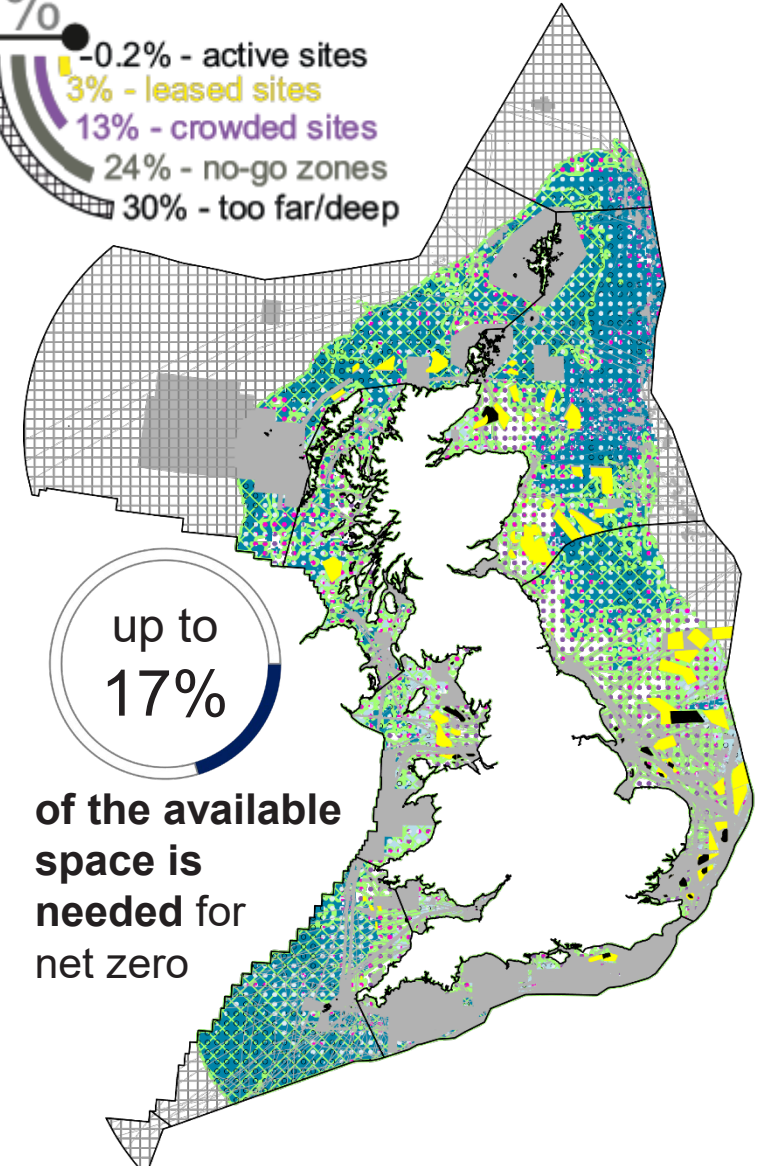 %
-0.2% - active sites
3% - leased sites
13% - crowded sites
24% - no-go zones
30% - too far/deep
up to
17%
of the available
space is
needed for
net zero